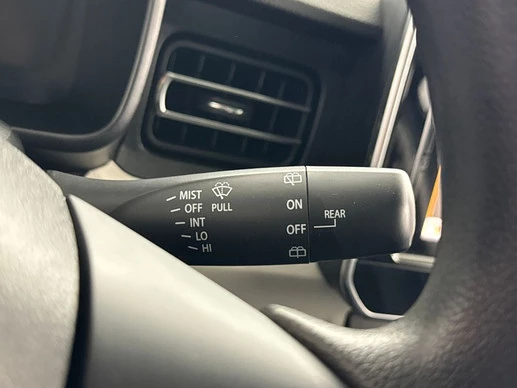 MIST
OFF PULL
INT
LO
HI
ON
OFF REAR